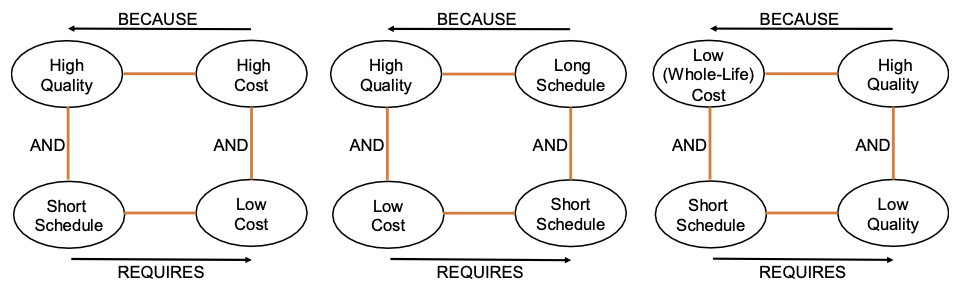 BECAUSE
High
Quality
High
Cost
AND
AND
Short
Schedule
Low
Cost
REQUIRES
BECAUSE
High
Quality
Long
Schedule
AND
AND
Low
Cost
Short
Schedule
REQUIRES
BECAUSE
Low
(Whole-Life)
Cost
High
Quality
AND
AND
Short
Schedule
Low
Quality
REQUIRES